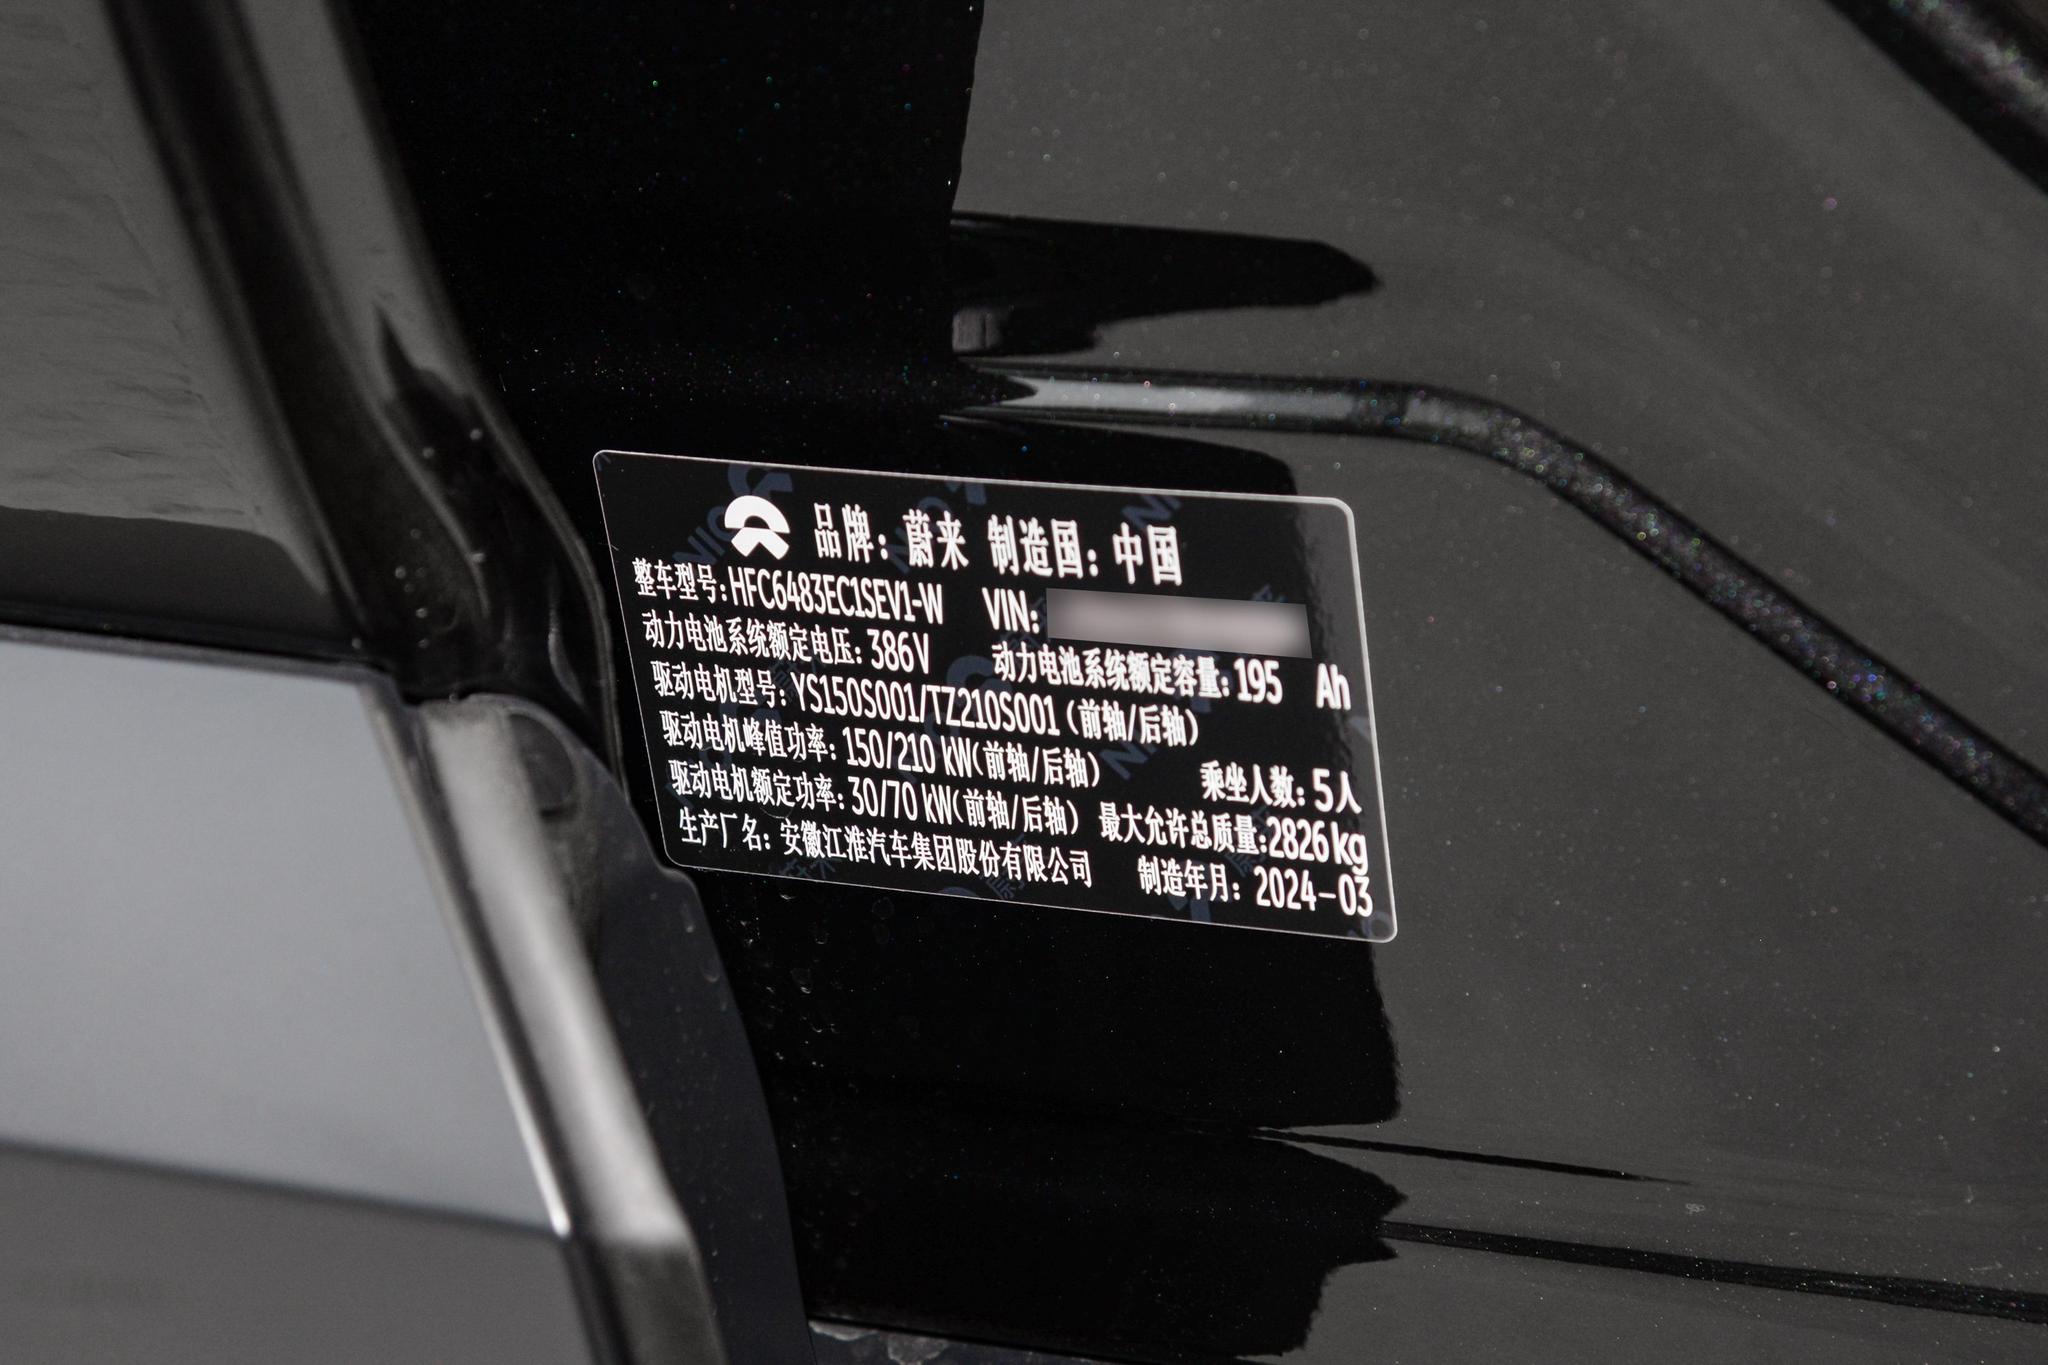 品牌：蔚来 制造国：中国
整车型号：HFC6483EC1SEV1-W VIN：
动力电池系统额定电压：386V 动力电池系统额定容量：195 Ah
驱动电机型号：YS150S001/TZ210S001（前轴/后轴）
驱动电机峰值功率：150/210 kW（前轴/后轴） 乘坐人数：5人
驱动电机额定功率：30/70 kW（前轴/后轴） 最大允许总质量：2826kg
生产厂名：安徽江淮汽车集团股份有限公司 制造年月：2024-03